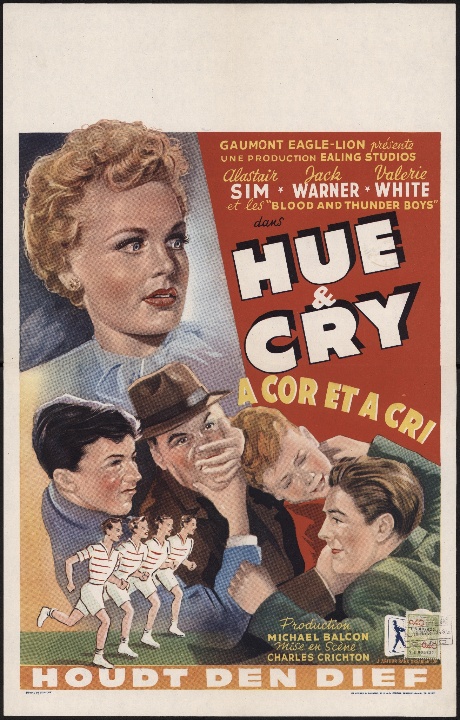 GAUMONT EAGLE-LION présente
UNE PRODUCTION EALING STUDIOS
Alastair Jack Valerie
SIM * WARNER * WHITE
et les "BLOOD AND THUNDER BOYS"
dans
HUE
&
CRY
A COR ET A CRI
Production
MICHAEL BALCON
Mise en Scène
CHARLES CRICHTON
HOUDT DEN DIEF